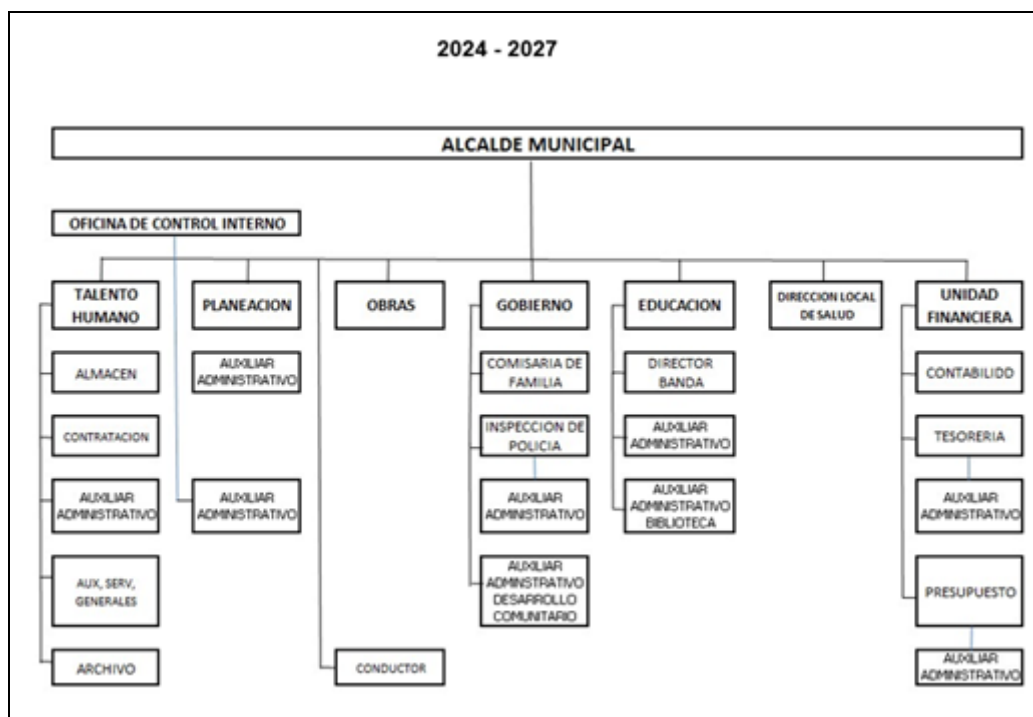 2024 - 2027
ALCALDE MUNICIPAL
OFICINA DE CONTROL INTERNO
TALENTO
HUMANO
PLANEACION
OBRAS
GOBIERNO
EDUCACION
DIRECCION LOCAL
DE SALUD
UNIDAD
FINANCIERA
ALMACEN
AUXILIAR
ADMINISTRATIVO
COMISARIA DE
FAMILIA
DIRECTOR
BANDA
CONTABILIDO
CONTRATACION
INSPECCION DE
POLICIA
AUXILIAR
ADMINISTRATIVO
TESORERIA
AUXILIAR
ADMINISTRATIVO
AUXILIAR
ADMINISTRATIVO
AUXILIAR
ADMINISTRATIVO
AUXILIAR
ADMINISTRATIVO
BIBLIOTECA
AUXILIAR
ADMINISTRATIVO
AUX, SERV,
GENERALES
AUXILIAR
ADMINSTRATIVO
DESARROLLO
COMUNITARIO
PRESUPUESTO
ARCHIVO
CONDUCTOR
AUXILIAR
ADMINISTRATIVO